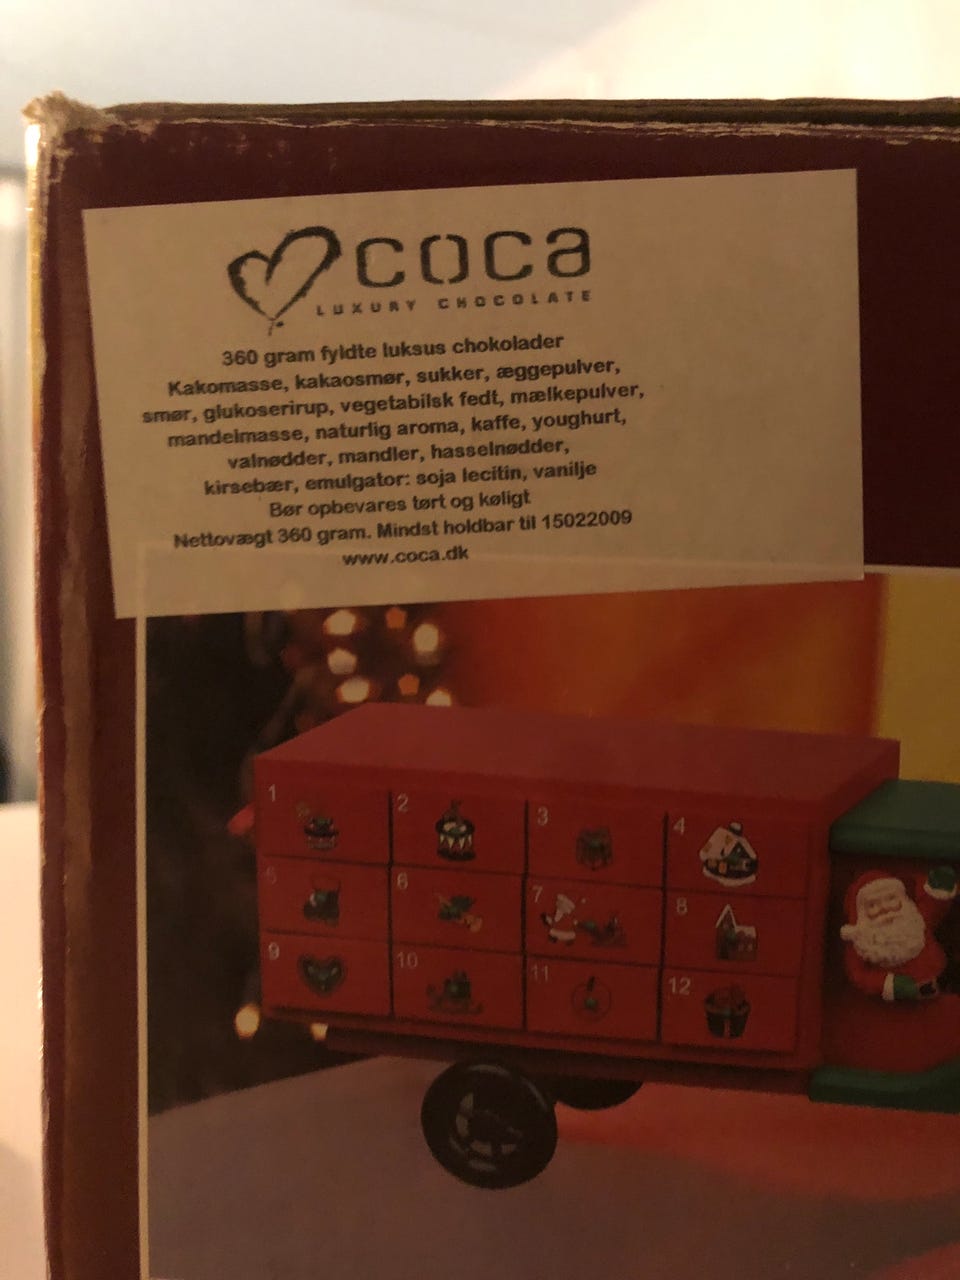 coca
LUXURY CHOCOLATE
360 gram fyldte luksus chokolader
Kakomasse, kakaosmør, sukker, æggepulver,
smør, glukoserirup, vegetabilsk fedt, mælkepulver,
mandelmasse, naturlig aroma, kaffe, youghurt,
valnødder, mandler, hasselnødder,
kirsebær, emulgator: soja lecitin, vanilje
Bør opbevares tørt og køligt
Nettovægt 360 gram. Mindst holdbar til 15022009
www.coca.dk
1 2 3 4
5 6 7 8
9 10 11 12